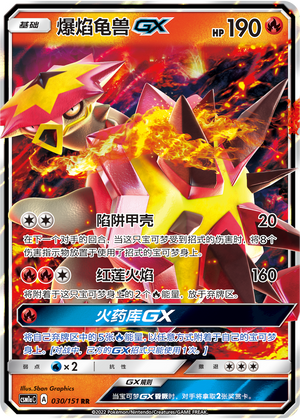 基础 爆焰龟兽GX HP190
陷阱甲壳 20
在下一个对手的回合，当这只宝可梦受到招式的伤害时，将8个
伤害指示物放置于使用了招式的宝可梦身上。
红莲火焰 160
将附着于这只宝可梦身上的2个能量，放于弃牌区。
火药库GX
将自己弃牌区中的5张能量，以任意方式附着于自己的宝可梦
身上。[对战中，己方的GX招式只能使用1次。]
×2
Illus.5ban Graphics
csm1cC A 030/151 RR
GX规则
当宝可梦GX昏厥时，对手将拿取2张奖赏卡。
©2022 Pokémon/Nintendo/Creatures/GAME FREAK.